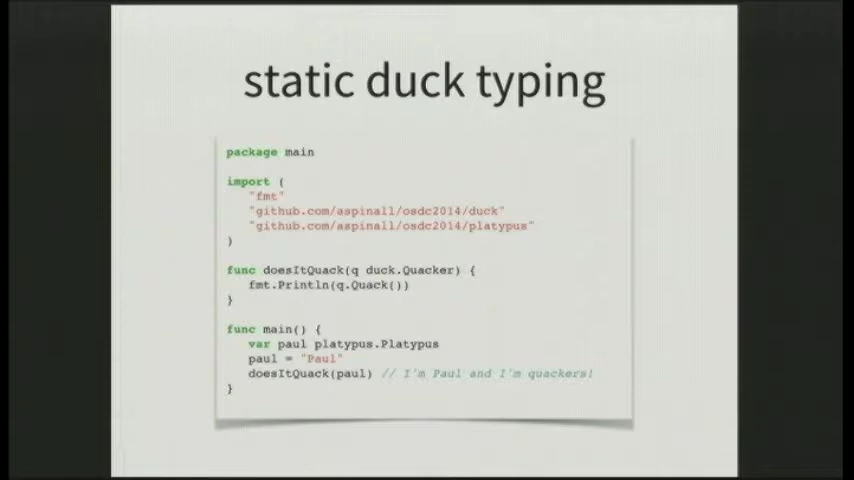 static duck typing
package main
import (
"fmt"
"github.com/aspinall/osdc2014/duck"
"github.com/aspinall/osdc2014/platypus"
)
func doesItQuack(q duck.Quacker) {
fmt.Println(q.Quack())
}
func main() {
var paul platypus.Platypus
paul = "Paul"
doesItQuack(paul) // I'm Paul and I'm quackers!
}